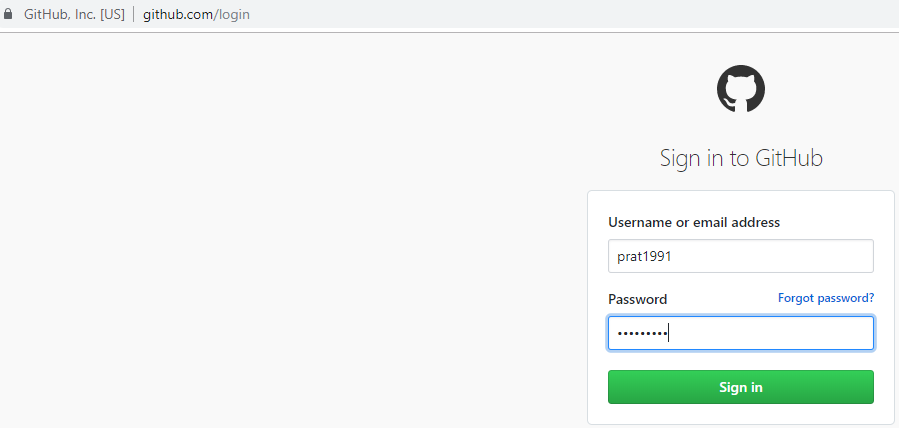 GitHub, Inc. [US] | github.com/login
Sign in to GitHub
Username or email address
prat1991
Password Forgot password?
•••••••••
Sign in